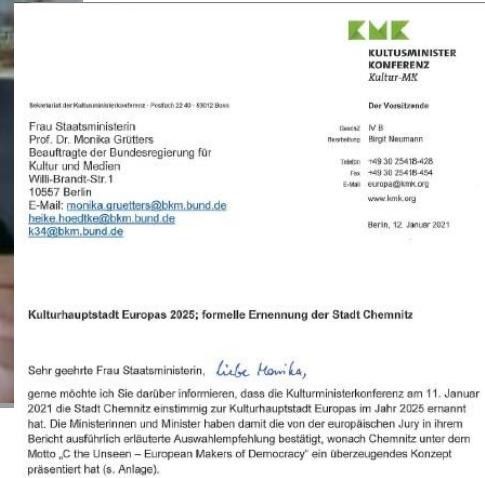 KMK
KULTUSMINISTER
KONFERENZ
Kultur-MK
Sekretariat der Kultusministerkonferenz · Postfach 22 40 · 53012 Bonn
Der Vorsitzende
Frau Staatsministerin
Prof. Dr. Monika Grütters
Beauftragte der Bundesregierung für
Kultur und Medien
Willi-Brandt-Str.1
10557 Berlin
E-Mail: monika.gruetters@bkm.bund.de
heike.hoedtke@bkm.bund.de
k34@bkm.bund.de
IV B
Bearbeitung Birgit Neumann
Telefon +49 30 25418-428
Fax +49 30 25418-454
E-Mail europa@kmk.org
www.kmk.org
Berlin, 12. Januar 2021
Kulturhauptstadt Europas 2025; formelle Ernennung der Stadt Chemnitz
Sehr geehrte Frau Staatsministerin, liebe Monika,
gerne möchte ich Sie darüber informieren, dass die Kulturministerkonferenz am 11. Januar
2021 die Stadt Chemnitz einstimmig zur Kulturhauptstadt Europas im Jahr 2025 ernannt
hat. Die Ministerinnen und Minister haben damit die von der europäischen Jury in ihrem
Bericht ausführlich erläuterte Auswahlempfehlung bestätigt, wonach Chemnitz unter dem
Motto „C the Unseen – European Makers of Democracy" ein überzeugendes Konzept
präsentiert hat (s. Anlage).